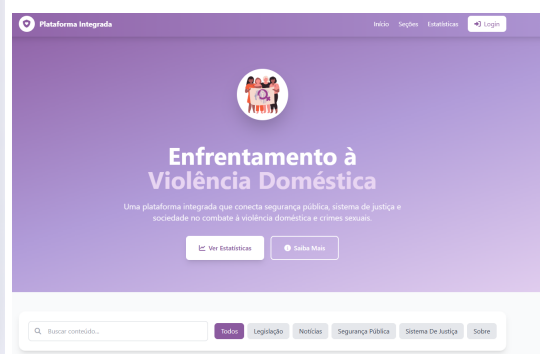 Plataforma Integrada
Início Seções Estatísticas Login
Enfrentamento à
Violência Doméstica
Uma plataforma integrada que conecta segurança pública, sistema de justiça e
sociedade no combate à violência doméstica e crimes sexuais.
Ver Estatísticas Saiba Mais
Buscar conteúdo... Todos Legislação Notícias Segurança Pública Sistema De Justiça Sobre